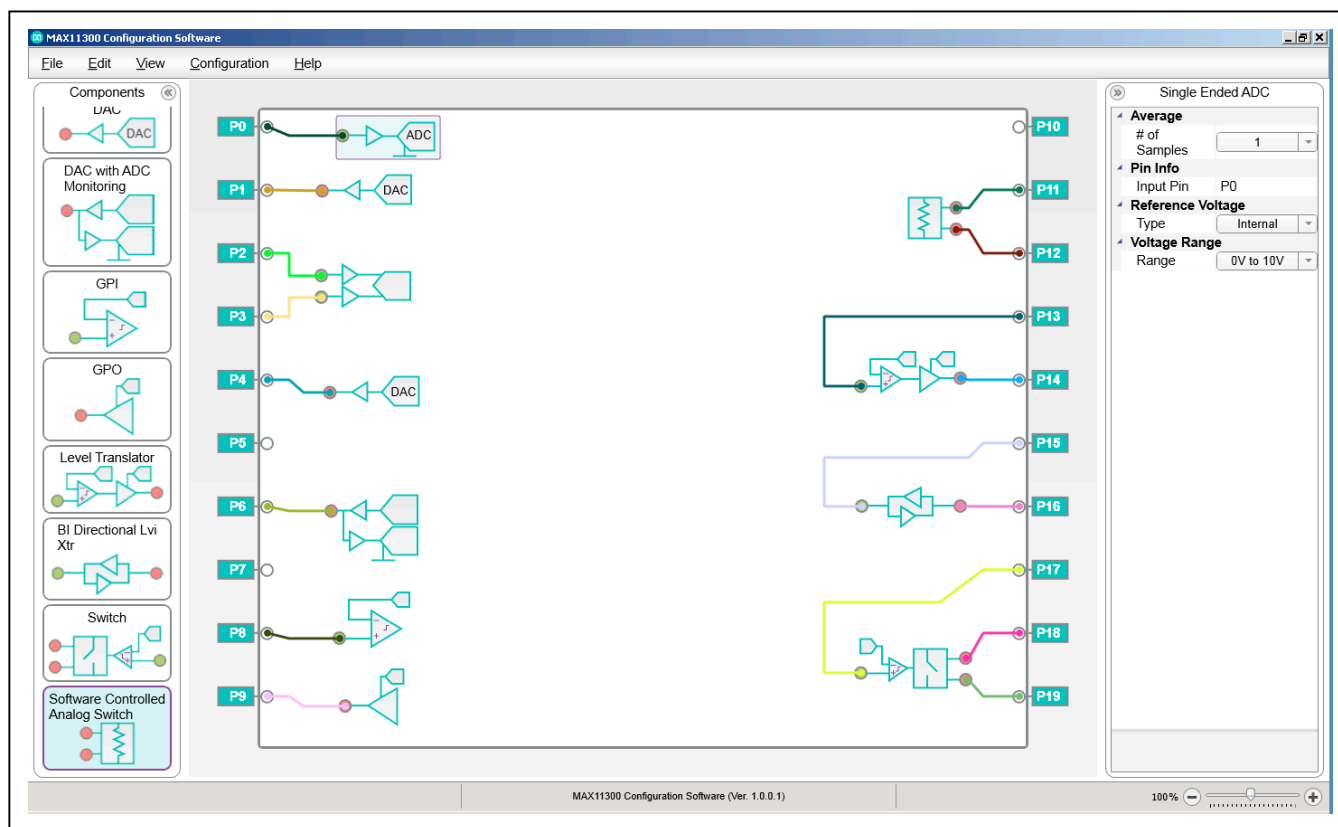 MAX11300 Configuration Software
File Edit View Configuration Help
Components
DAC
DAC
DAC with ADC
Monitoring
GPI
GPO
Level Translator
BI Directional Lvi
Xtr
Switch
Software Controlled
Analog Switch
P0
P1
P2
P3
P4
P5
P6
P7
P8
P9
ADC
DAC
DAC
P10
P11
P12
P13
P14
P15
P16
P17
P18
P19
Single Ended ADC
Average
# of
Samples 1
Pin Info
Input Pin P0
Reference Voltage
Type Internal
Voltage Range
Range 0V to 10V
MAX11300 Configuration Software (Ver. 1.0.0.1)
100%